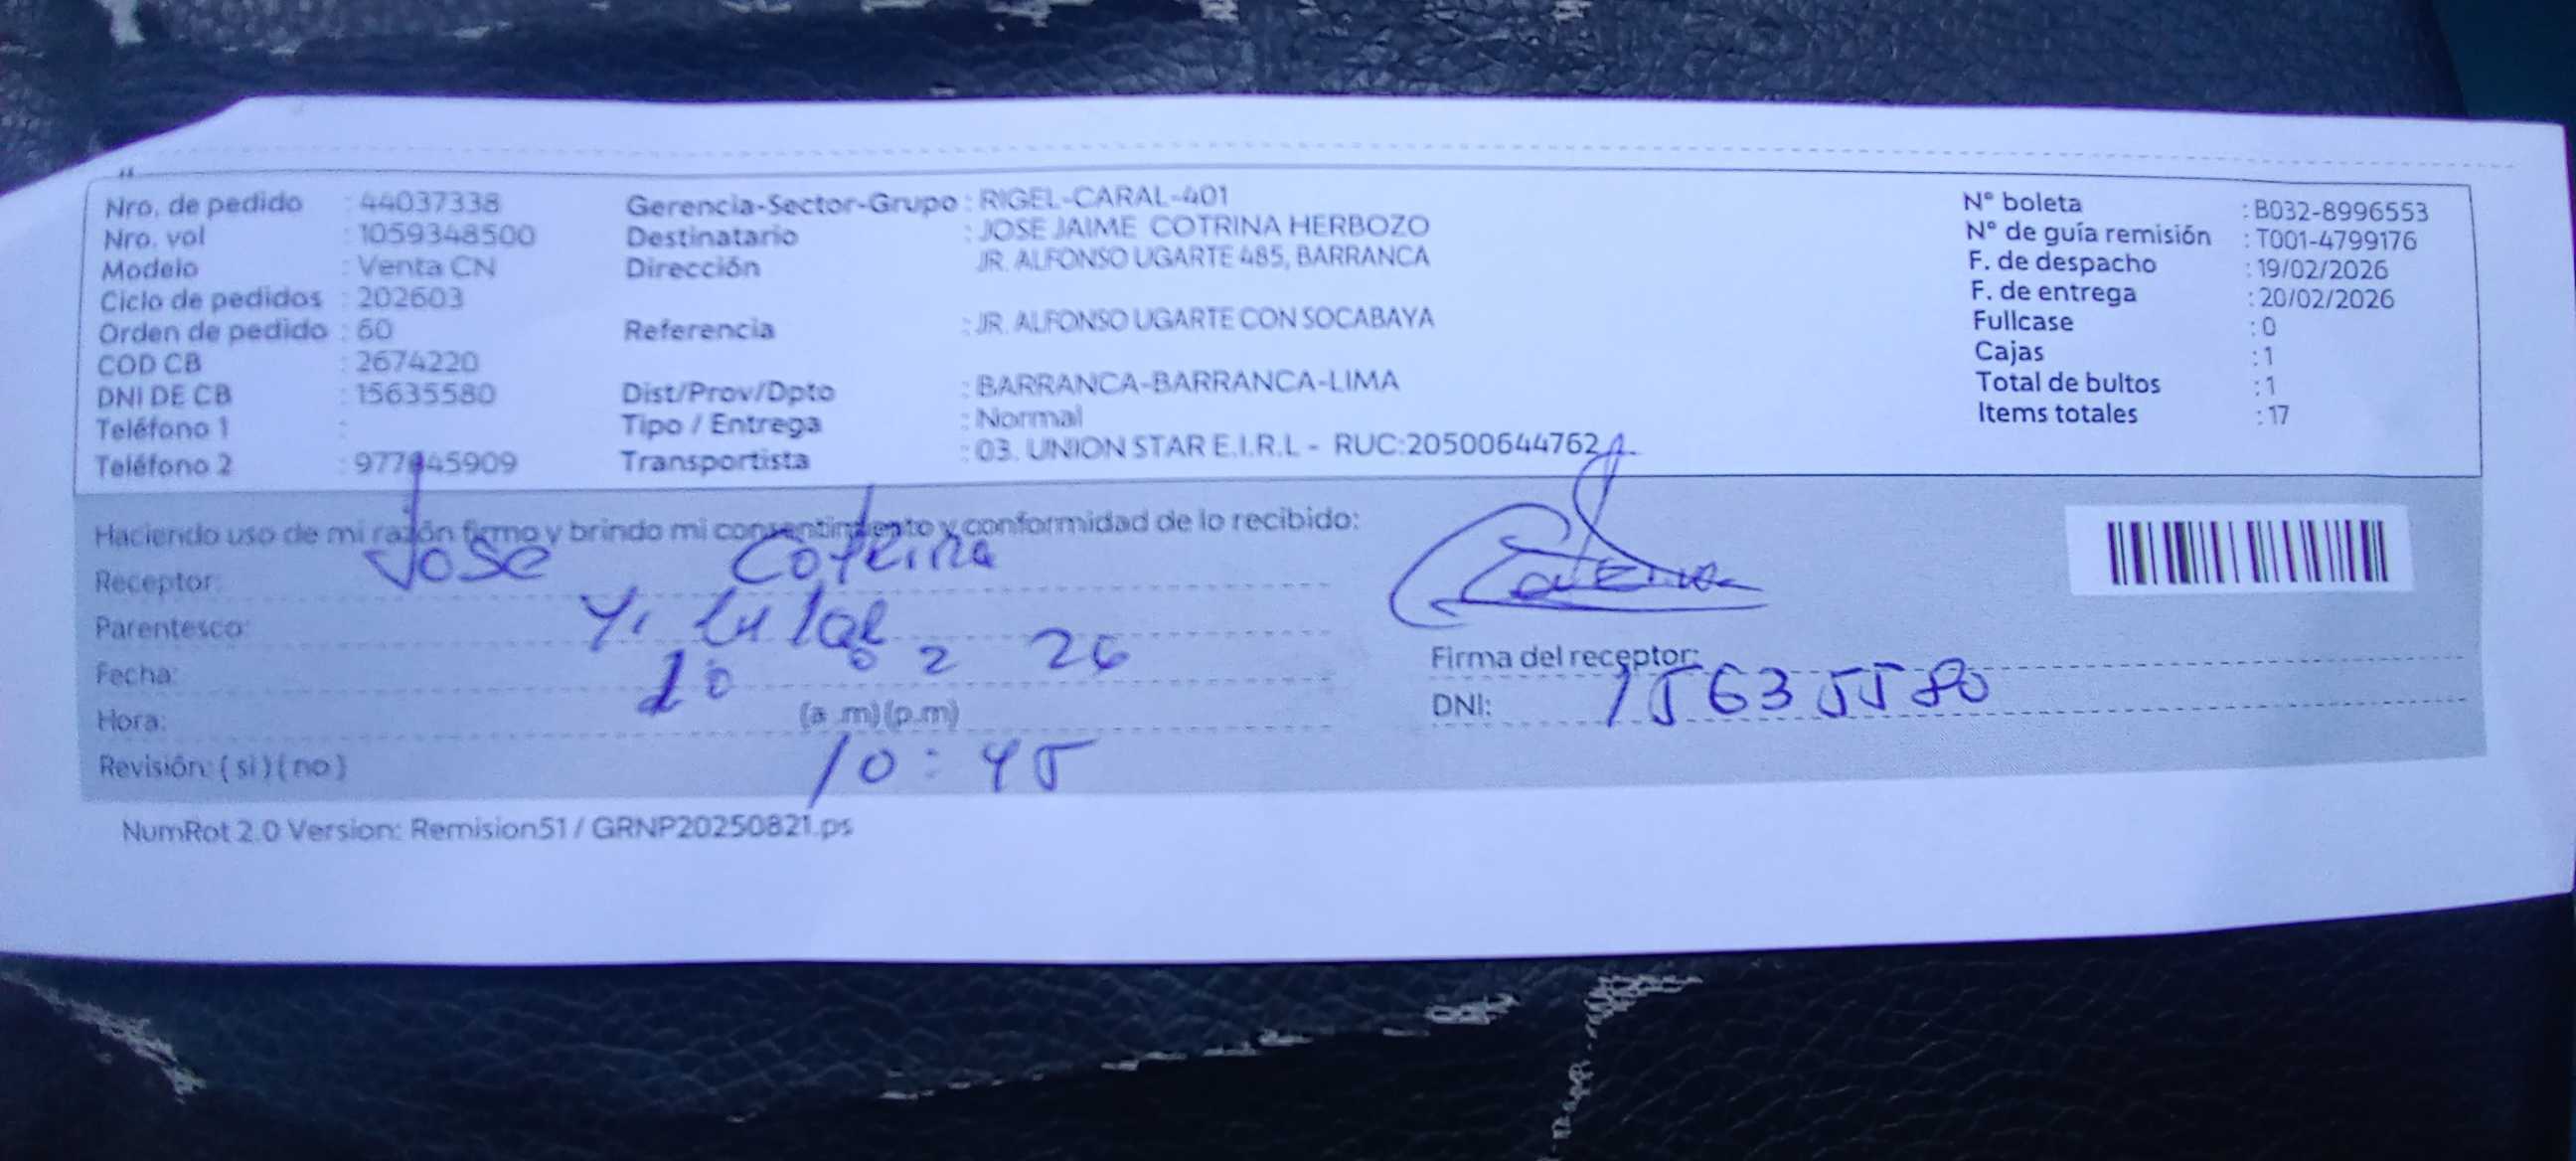 Nro. de pedido : 44037338
Nro. vol : 1059348500
Modelo : Venta CN
Ciclo de pedidos : 202603
Orden de pedido : 60
COD CB : 2674220
DNI DE CB : 15635580
Teléfono 1 :
Teléfono 2 : 977845909
Gerencia-Sector-Grupo : RIGEL-CARAL-401
Destinatario : JOSE JAIME COTRINA HERBOZO
Dirección JR. ALFONSO UGARTE 485, BARRANCA
Referencia : JR. ALFONSO UGARTE CON SOCABAYA
Dist/Prov/Dpto : BARRANCA-BARRANCA-LIMA
Tipo / Entrega : Normal
Transportista : 03. UNION STAR E.I.R.L - RUC:20500644762
N° boleta : B032-8996553
N° de guía remisión : T001-4799176
F. de despacho : 19/02/2026
F. de entrega : 20/02/2026
Fullcase : 0
Cajas : 1
Total de bultos : 1
Items totales : 17
Haciendo uso de mi razón firmo y brindo mi consentimiento y conformidad de lo recibido:
Receptor: Jose Cotrina
Parentesco:
Fecha: 2 26
Hora: (a .m)(p.m)
10:45
Revisión: ( si ) ( no )
Cotrina
Firma del receptor:
DNI: 15635580
NumRot 2.0 Version: Remision51 / GRNP20250821.ps